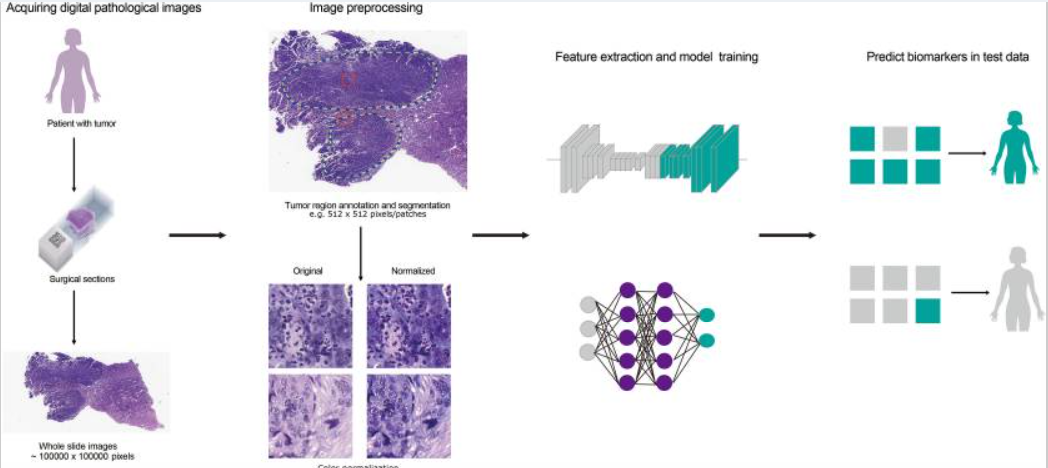 Acquiring digital pathological images
Patient with tumor
Surgical sections
Whole slide images
~ 100000 x 100000 pixels
Image preprocessing
Tumor region annotation and segmentation
e.g. 512 x 512 pixels/patches
Original
Normalized
Color normalization
Feature extraction and model training
Predict biomarkers in test data